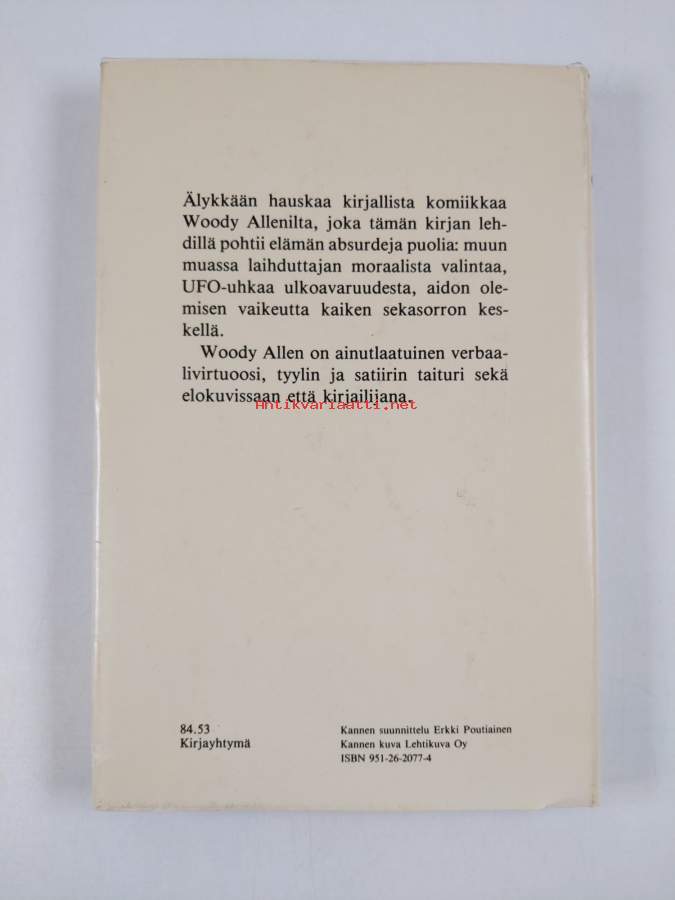 Älykkään hauskaa kirjallista komiikkaa
Woody Allenilta, joka tämän kirjan leh-
dillä pohtii elämän absurdeja puolia: muun
muassa laihduttajan moraalista valintaa,
UFO-uhkaa ulkoavaruudesta, aidon ole-
misen vaikeutta kaiken sekasorron kes-
kellä.
Woody Allen on ainutlaatuinen verbaa-
livirtuoosi, tyylin ja satiirin taituri sekä
elokuvissaan että kirjailijana.
Antikvariaatti.net
84.53
Kirjayhtymä
Kannen suunnittelu Erkki Poutiainen
Kannen kuva Lehtikuva Oy
ISBN 951-26-2077-4